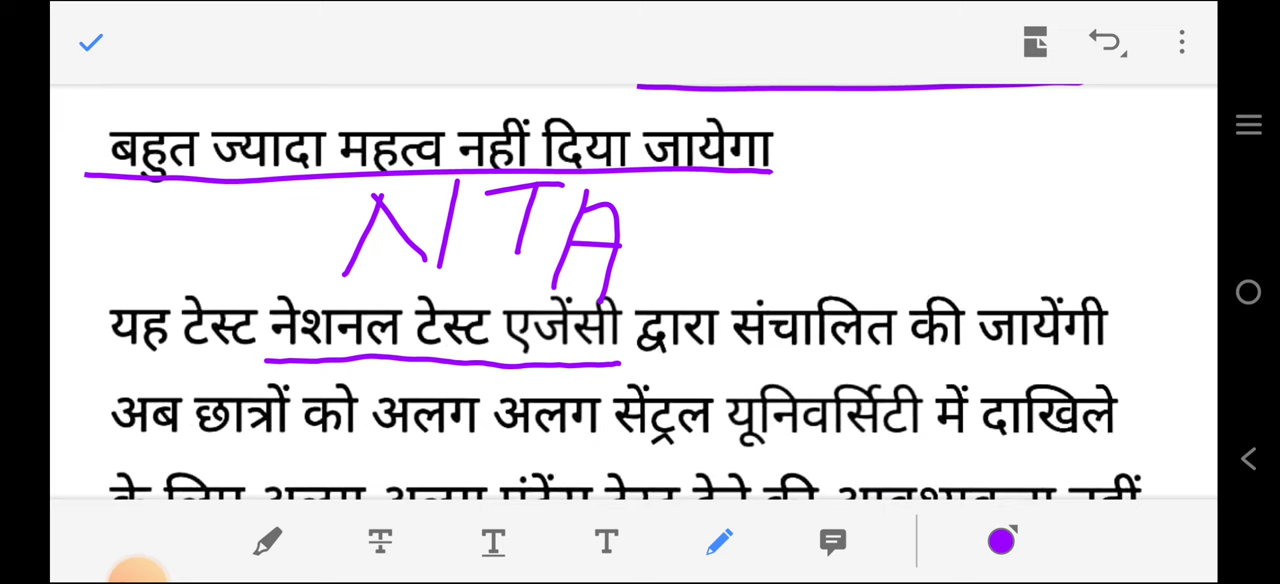 बहुत ज्यादा महत्व नहीं दिया जायेगा
NTA
यह टेस्ट नेशनल टेस्ट एजेंसी द्वारा संचालित की जायेंगी
अब छात्रों को अलग अलग सेंट्रल यूनिवर्सिटी में दाखिले